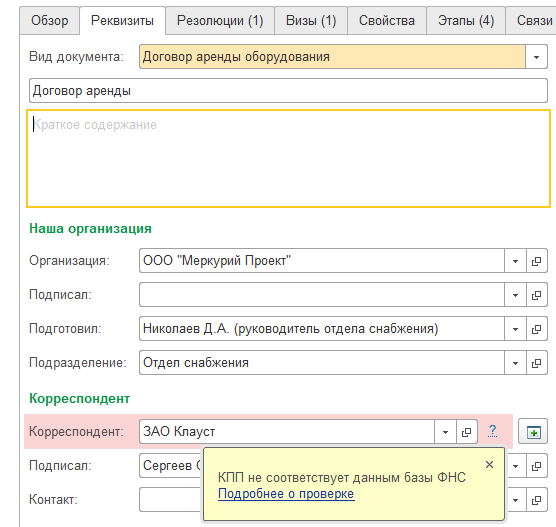 Обзор Реквизиты Резолюции (1) Визы (1) Свойства Этапы (4) Связи
Вид документа: Договор аренды оборудования
Договор аренды
Краткое содержание
Наша организация
Организация: ООО "Меркурий Проект"
Подписал:
Подготовил: Николаев Д.А. (руководитель отдела снабжения)
Подразделение: Отдел снабжения
Корреспондент
Корреспондент: ЗАО Клауст ?
Подписал: Сергеев
КПП не соответствует данным базы ФНС
Подробнее о проверке
Контакт: